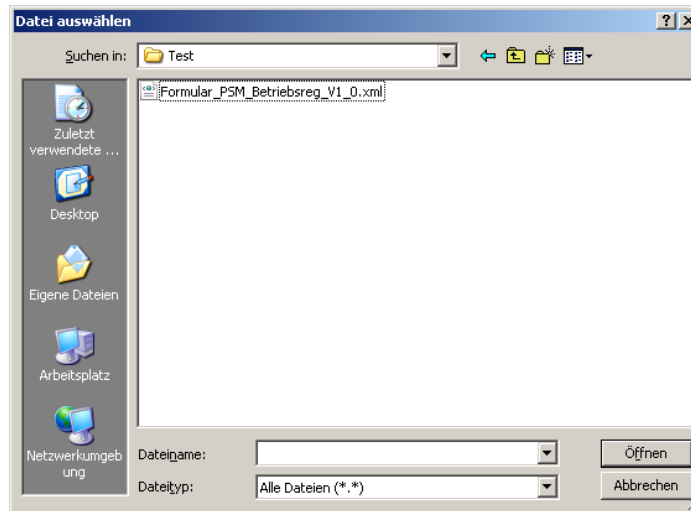 Datei auswählen
Suchen in:
Test
Formular_PSM_Betriebsreg_V1_0.xml
Zuletzt
verwendete ...
Desktop
Eigene Dateien
Arbeitsplatz
Netzwerkumgeb
ung
Dateiname:
Öffnen
Dateityp:
Alle Dateien (*.*)
Abbrechen